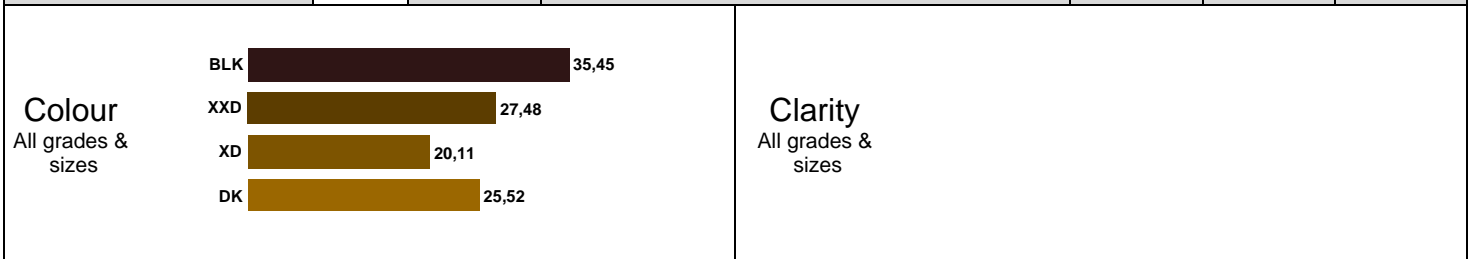 Colour
All grades &
sizes
BLK 35,45
XXD 27,48
XD 20,11
DK 25,52
Clarity
All grades &
sizes